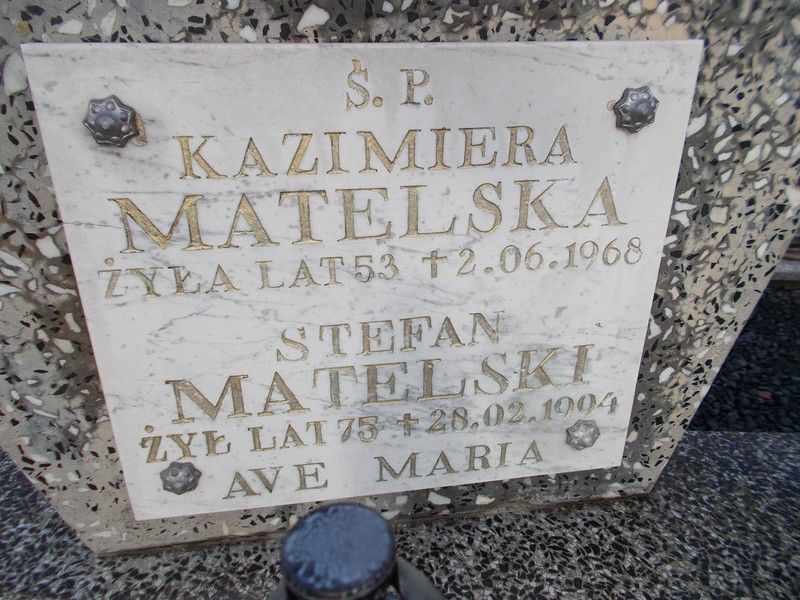 Ś. P.
KAZIMIERA
MATELSKA
ŻYŁA LAT 53 ✝ 2.06.1968
STEFAN
MATELSKI
ŻYŁ LAT 75 ✝ 28.02.1994
AVE MARIA